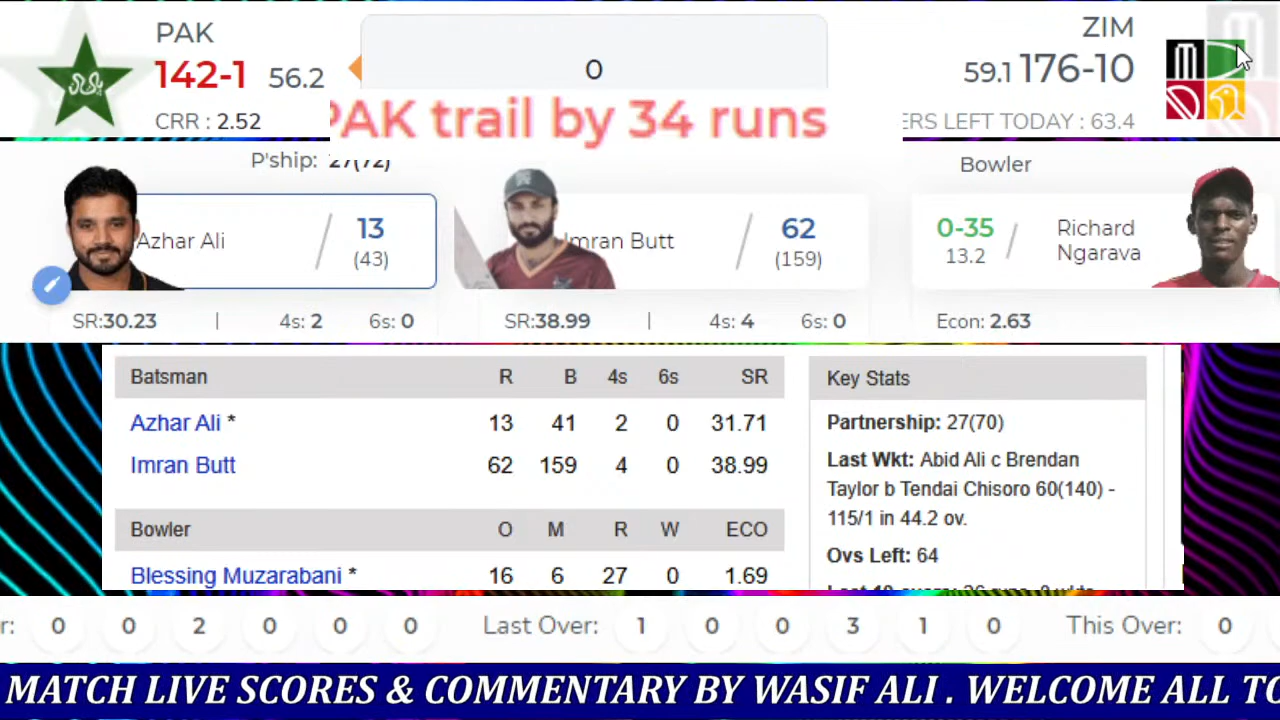 PAK
142-1 56.2
CRR : 2.52
0
PAK trail by 34 runs
ZIM
59.1 176-10
ERS LEFT TODAY : 63.4
P'ship: 27(72)
Azhar Ali
13
(43)
SR:30.23 | 4s: 2 6s: 0
Imran Butt
62
(159)
SR:38.99 | 4s: 4 6s: 0
Bowler
0-35
13.2
Richard
Ngarava
Econ: 2.63
Batsman R B 4s 6s SR
Azhar Ali * 13 41 2 0 31.71
Imran Butt 62 159 4 0 38.99
Bowler O M R W ECO
Blessing Muzarabani * 16 6 27 0 1.69
Key Stats
Partnership: 27(70)
Last Wkt: Abid Ali c Brendan
Taylor b Tendai Chisoro 60(140) -
115/1 in 44.2 ov.
Ovs Left: 64
r: 0 0 2 0 0 0 Last Over: 1 0 0 3 1 0 This Over: 0
MATCH LIVE SCORES & COMMENTARY BY WASIF ALI . WELCOME ALL TO